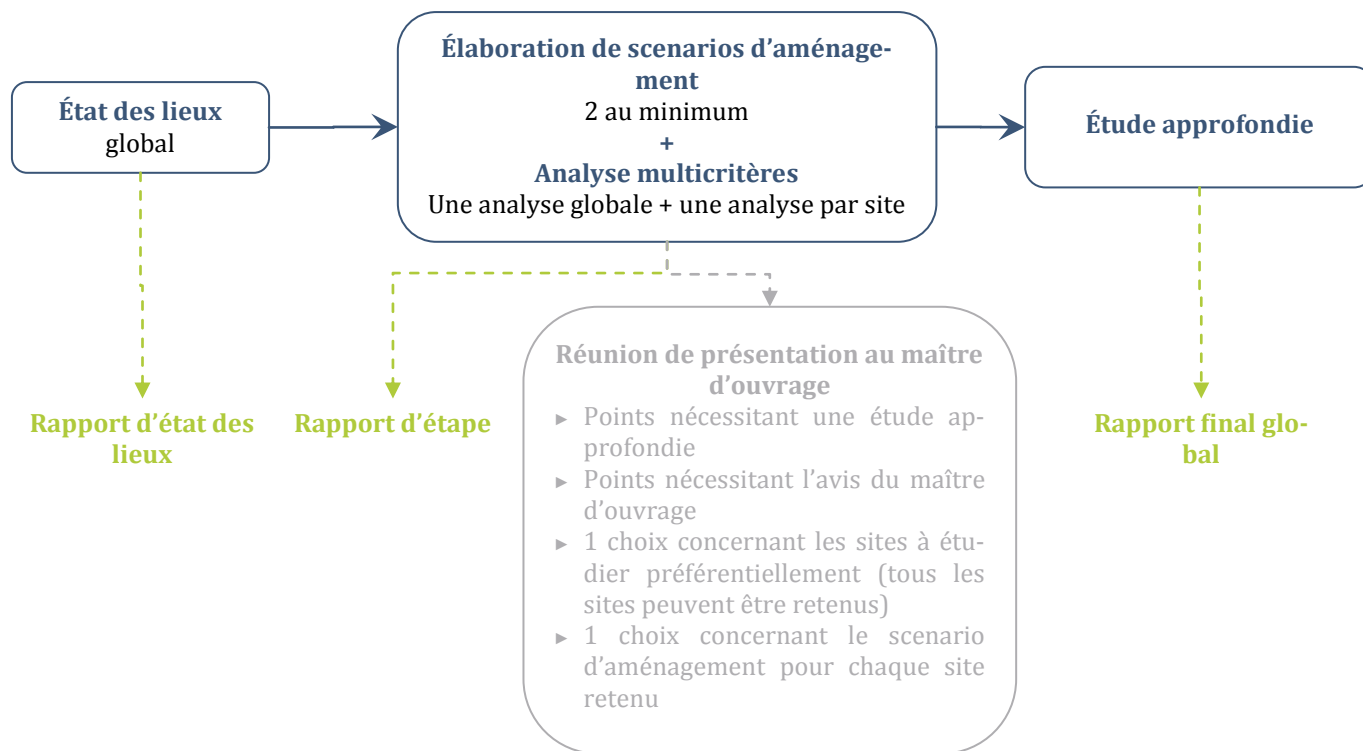 État des lieux
global
Élaboration de scenarios d’aménage-
ment
2 au minimum
+
Analyse multicritères
Une analyse globale + une analyse par site
Étude approfondie
Rapport d’état des
lieux
Rapport d’étape
Réunion de présentation au maître
d’ouvrage
► Points nécessitant une étude ap-
profondie
► Points nécessitant l’avis du maître
d’ouvrage
► 1 choix concernant les sites à étu-
dier préférentiellement (tous les
sites peuvent être retenus)
► 1 choix concernant le scenario
d’aménagement pour chaque site
retenu
Rapport final glo-
bal